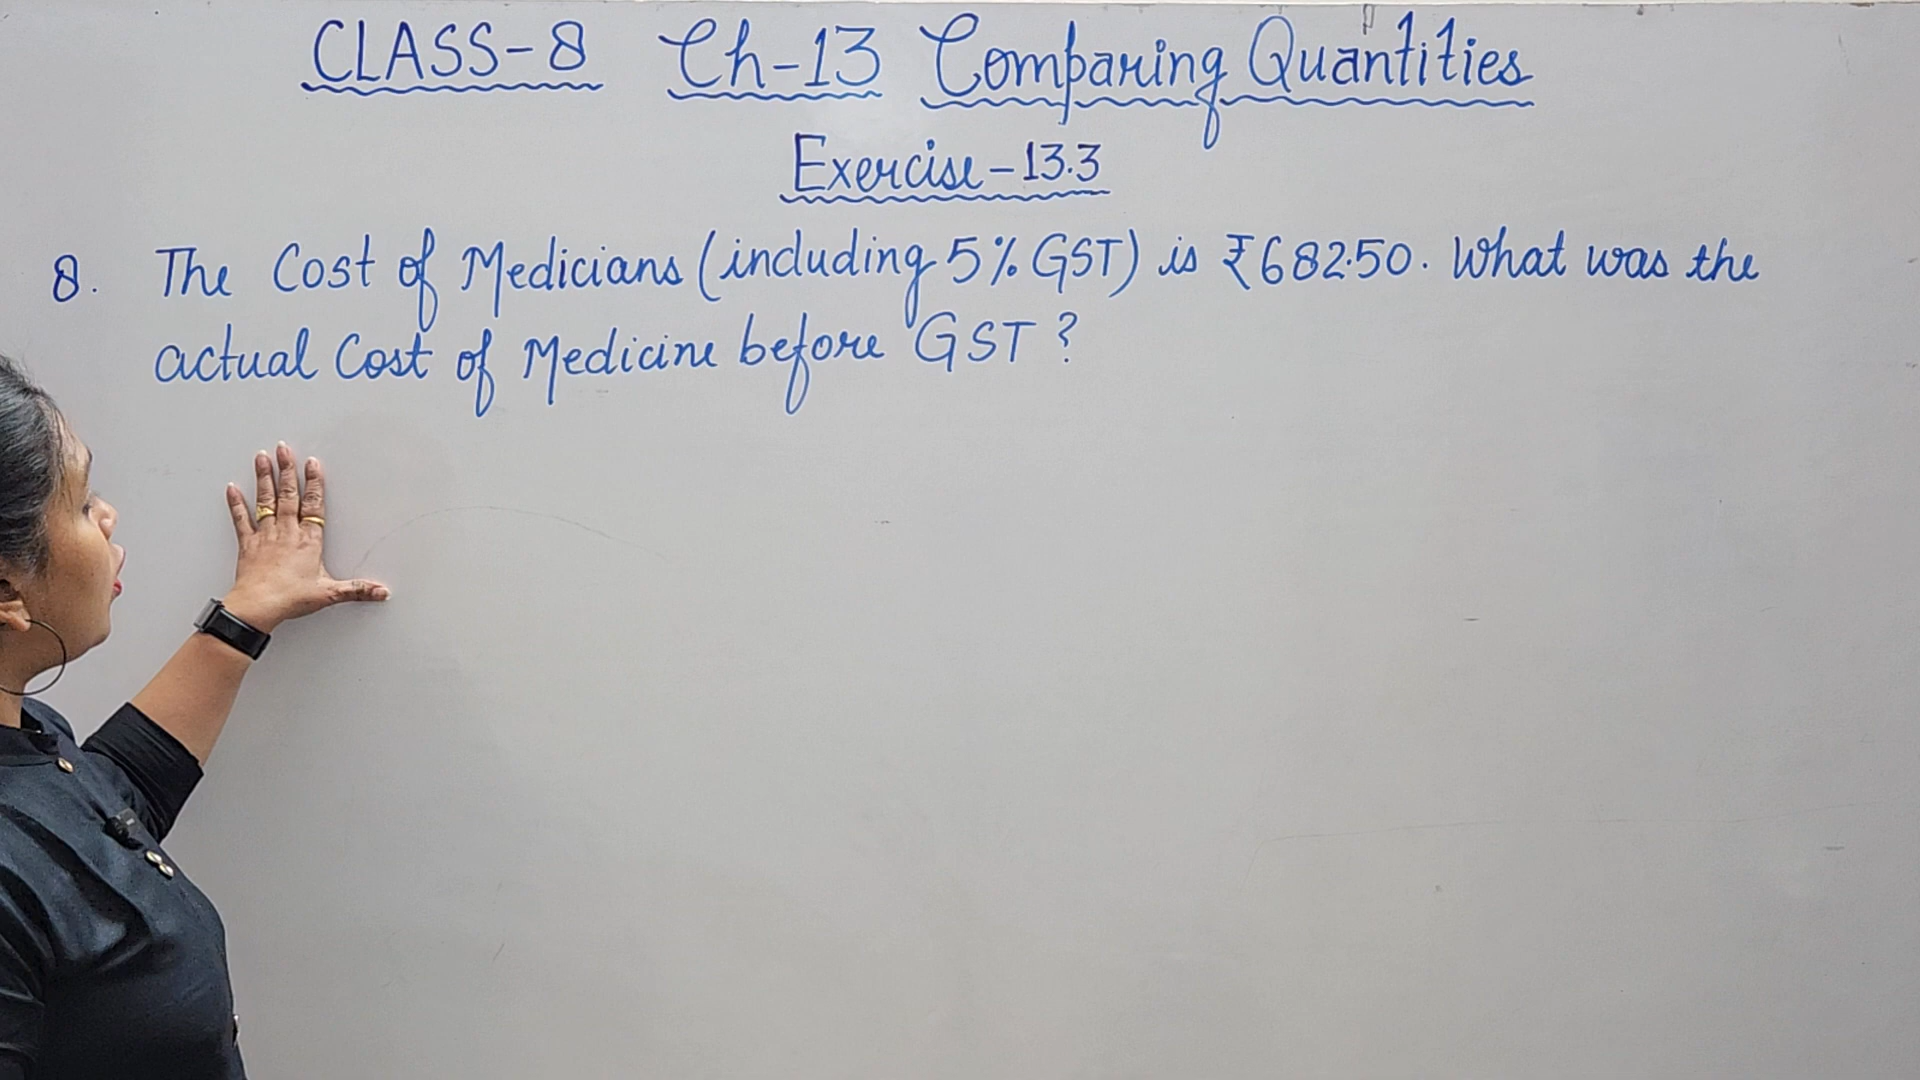 CLASS-8 Ch-13 Comparing Quantities
Exercise-13.3
8. The Cost of Medicians (including 5% GST) is ₹682.50. What was the
actual Cost of Medicine before GST?